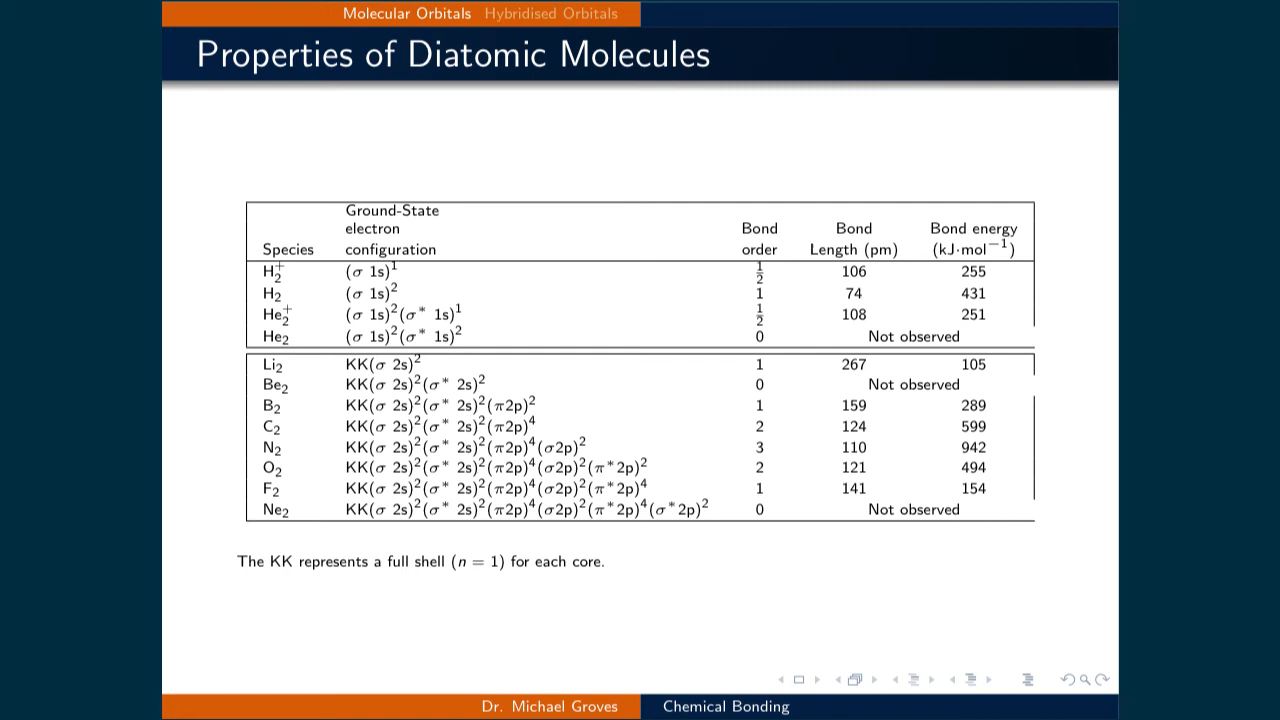 Molecular Orbitals Hybridised Orbitals
Properties of Diatomic Molecules
Ground-State
electron Bond Bond Bond energy
Species configuration order Length (pm) (kJ·mol⁻¹)
H₂⁺ (σ 1s)¹ 1/2 106 255
H₂ (σ 1s)² 1 74 431
He₂⁺ (σ 1s)²(σ* 1s)¹ 1/2 108 251
He₂ (σ 1s)²(σ* 1s)² 0 Not observed
Li₂ KK(σ 2s)² 1 267 105
Be₂ KK(σ 2s)²(σ* 2s)² 0 Not observed
B₂ KK(σ 2s)²(σ* 2s)²(π2p)² 1 159 289
C₂ KK(σ 2s)²(σ* 2s)²(π2p)⁴ 2 124 599
N₂ KK(σ 2s)²(σ* 2s)²(π2p)⁴(σ2p)² 3 110 942
O₂ KK(σ 2s)²(σ* 2s)²(π2p)⁴(σ2p)²(π*2p)² 2 121 494
F₂ KK(σ 2s)²(σ* 2s)²(π2p)⁴(σ2p)²(π*2p)⁴ 1 141 154
Ne₂ KK(σ 2s)²(σ* 2s)²(π2p)⁴(σ2p)²(π*2p)⁴(σ*2p)² 0 Not observed
The KK represents a full shell (n = 1) for each core.
Dr. Michael Groves Chemical Bonding